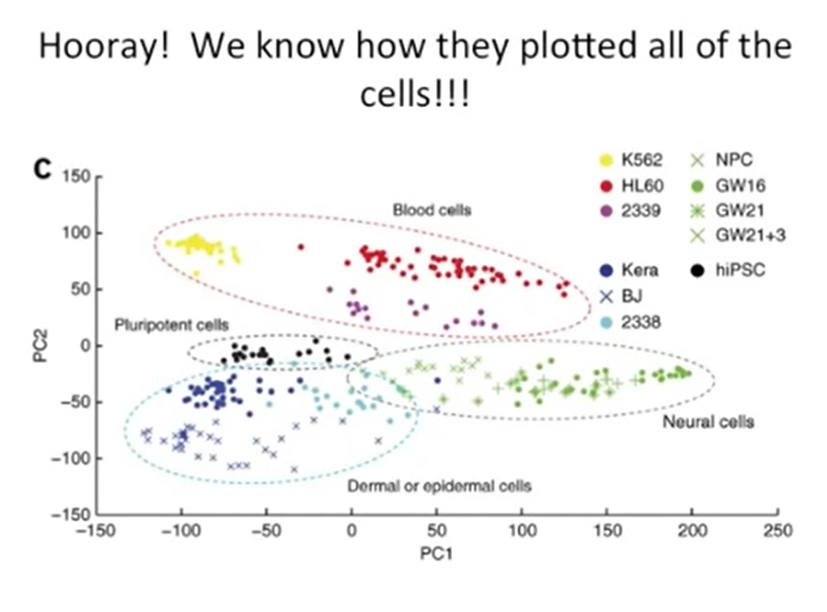 Hooray!  We know how they plotted all of the
cells!!!
c
150
100
50
0
−50
−100
−150
PC2
−150
−100
−50
0
50
100
150
200
250
PC1
Blood cells
Pluripotent cells
Neural cells
Dermal or epidermal cells
K562
HL60
2339
Kera
BJ
2338
NPC
GW16
GW21
GW21+3
hiPSC